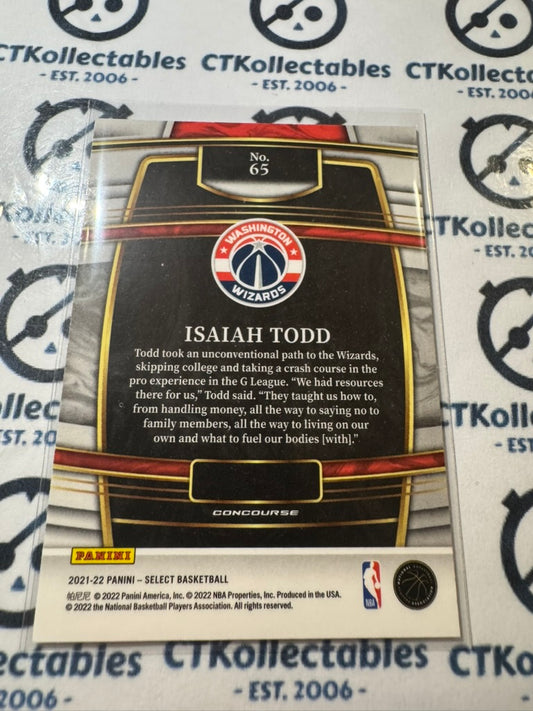 CTKollectables
CTKollectables
- EST. 2006 -
- EST. 2006 -
- EST. 2006
No.
65
WASHINGTON
WIZARDS
ISAIAH TODD
Todd took an unconventional path to the Wizards,
skipping college and taking a crash course in the
pro experience in the G League. “We had resources
there for us,” Todd said. “They taught us how to,
from handling money, all the way to saying no to
family members, all the way to living on our
own and what to fuel our bodies [with].”
CONCOURSE
PANINI
2021-22 PANINI – SELECT BASKETBALL
帕尼尼 © 2022 Panini America, Inc. © 2022 NBA Properties, Inc. Produced in the USA.
© 2022 the National Basketball Players Association. All rights reserved.
NBA
CTKollectables
CTKollectables
- EST. 2006 -
- EST. 2006 -